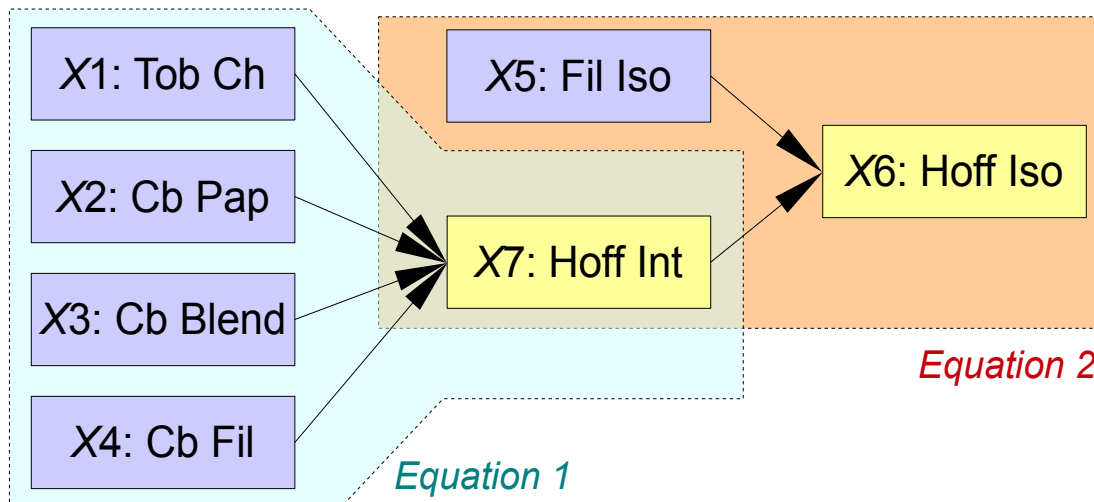 X1: Tob Ch
X5: Fil Iso
X2: Cb Pap
X6: Hoff Iso
X7: Hoff Int
X3: Cb Blend
Equation 2
X4: Cb Fil
Equation 1